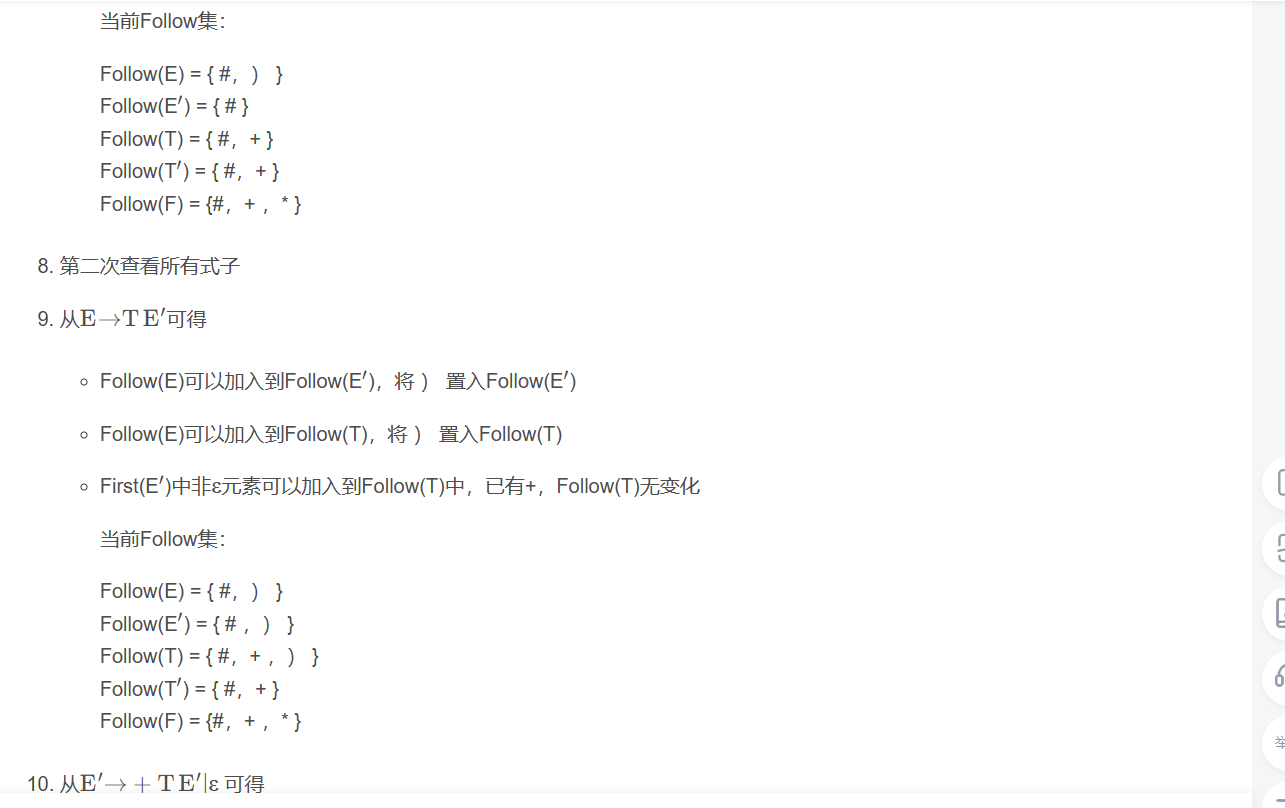 当前Follow集：
Follow(E) = { #，） }
Follow(E′) = { # }
Follow(T) = { #，+ }
Follow(T′) = { #，+ }
Follow(F) = {#，+ ，* }
8. 第二次查看所有式子
9. 从E→T E′可得
Follow(E)可以加入到Follow(E′)，将 ） 置入Follow(E′)
Follow(E)可以加入到Follow(T)，将 ） 置入Follow(T)
First(E′)中非ε元素可以加入到Follow(T)中，已有+，Follow(T)无变化
当前Follow集：
Follow(E) = { #，） }
Follow(E′) = { # ，） }
Follow(T) = { #，+ ，） }
Follow(T′) = { #，+ }
Follow(F) = {#，+ ，* }
10. 从E′→ + T E′|ε 可得